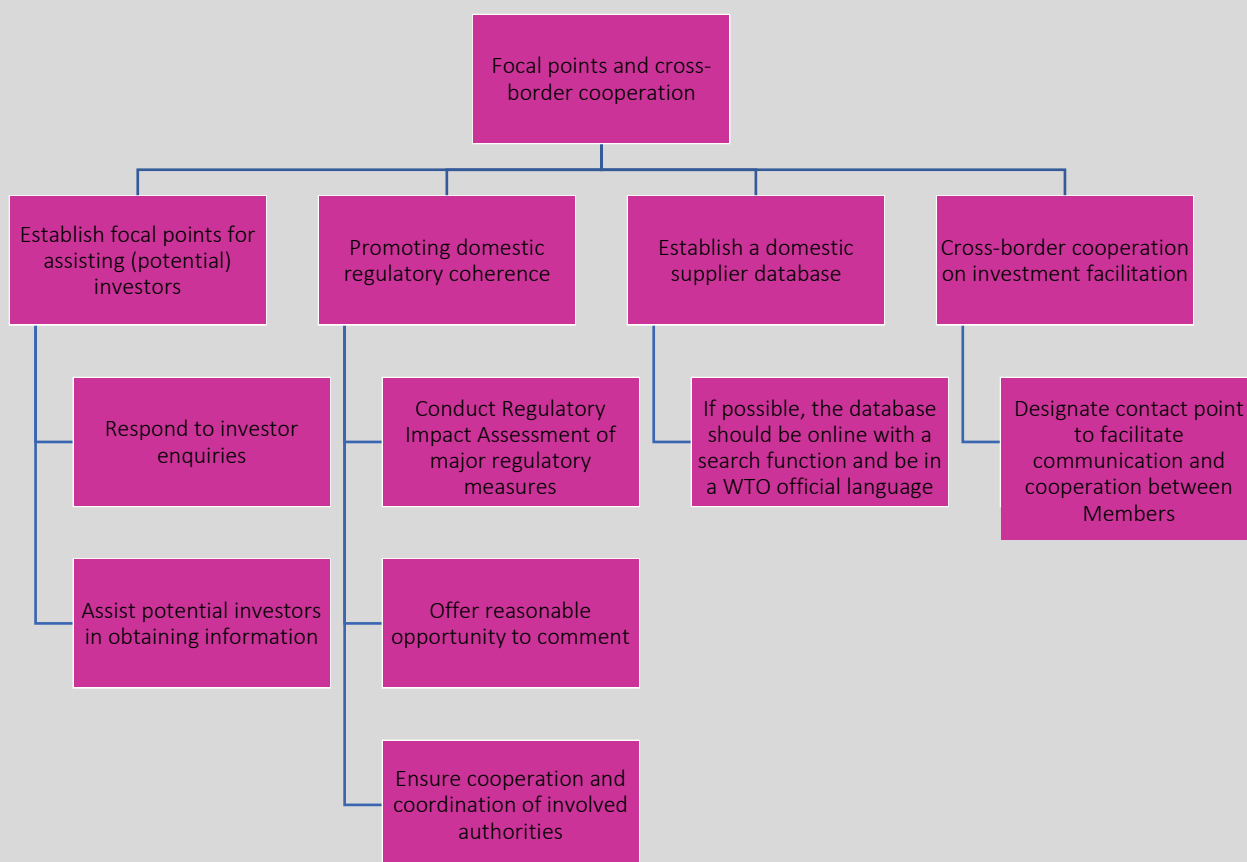 Focal points and cross-
border cooperation
Establish focal points for
assisting (potential)
investors
Promoting domestic
regulatory coherence
Establish a domestic
supplier database
Cross-border cooperation
on investment facilitation
Respond to investor
enquiries
Conduct Regulatory
Impact Assessment of
major regulatory
measures
If possible, the database
should be online with a
search function and be in
a WTO official language
Designate contact point
to facilitate
communication and
cooperation between
Members
Assist potential investors
in obtaining information
Offer reasonable
opportunity to comment
Ensure cooperation and
coordination of involved
authorities